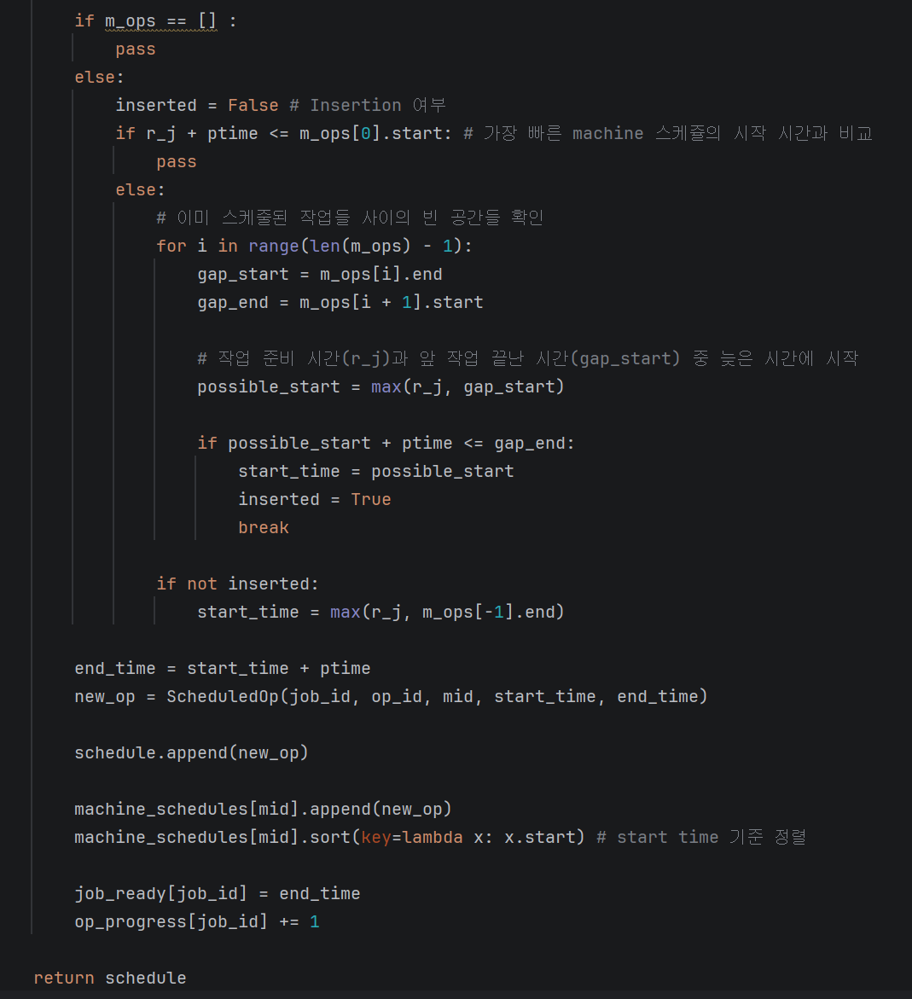 if m_ops == [] :
pass
else:
inserted = False # Insertion 여부
if r_j + ptime <= m_ops[0].start: # 가장 빠른 machine 스케쥴의 시작 시간과 비교
pass
else:
# 이미 스케줄된 작업들 사이의 빈 공간들 확인
for i in range(len(m_ops) - 1):
gap_start = m_ops[i].end
gap_end = m_ops[i + 1].start
# 작업 준비 시간(r_j)과 앞 작업 끝난 시간(gap_start) 중 늦은 시간에 시작
possible_start = max(r_j, gap_start)
if possible_start + ptime <= gap_end:
start_time = possible_start
inserted = True
break
if not inserted:
start_time = max(r_j, m_ops[-1].end)
end_time = start_time + ptime
new_op = ScheduledOp(job_id, op_id, mid, start_time, end_time)
schedule.append(new_op)
machine_schedules[mid].append(new_op)
machine_schedules[mid].sort(key=lambda x: x.start) # start time 기준 정렬
job_ready[job_id] = end_time
op_progress[job_id] += 1
return schedule